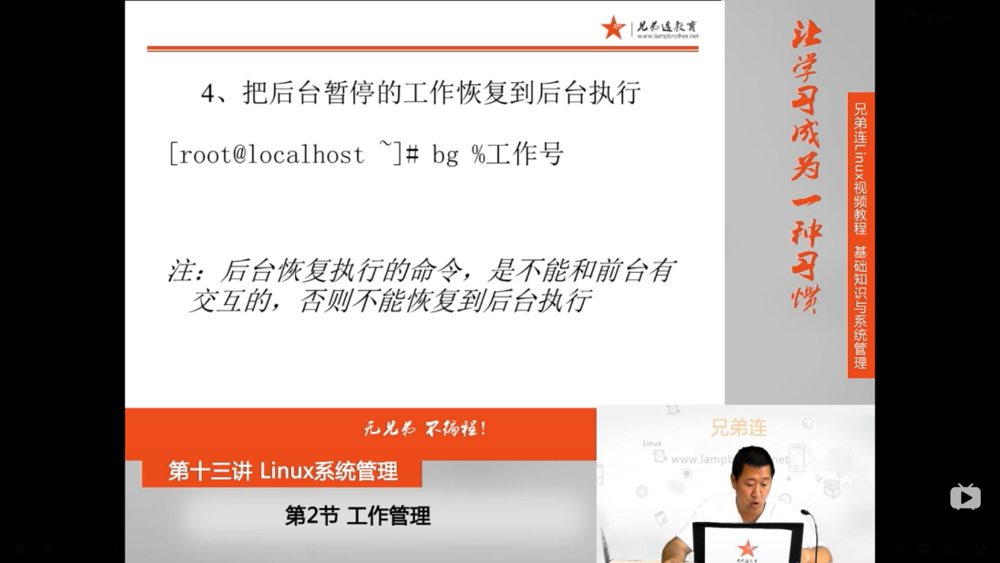 兄弟连教育
www.lampbrother.net
4、把后台暂停的工作恢复到后台执行
[root@localhost ~]# bg %工作号
注：后台恢复执行的命令，是不能和前台有
交互的，否则不能恢复到后台执行
让学习成为一种习惯
兄弟连Linux视频教程 基础知识与系统管理
无兄弟 不编程！
第十三讲 Linux系统管理
第2节 工作管理
兄弟连
Linux
兄弟连教育